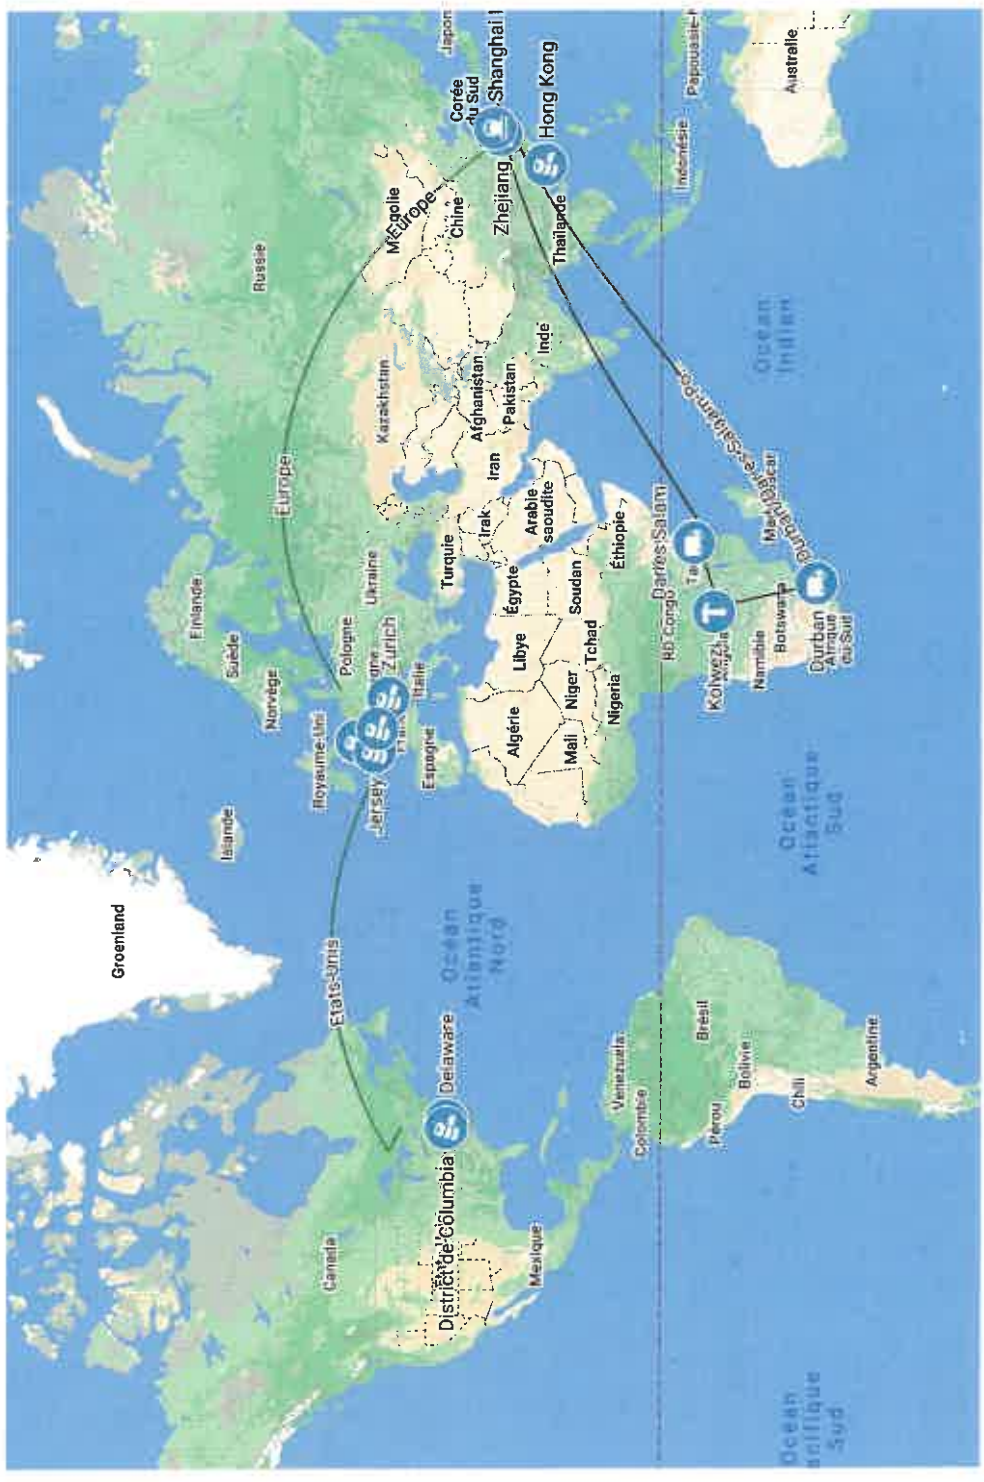 Groenland
Islande
Norvège
Suède
Finlande
Russie
Royaume-Uni
Jersey
Zurich
Pologne
Ukraine
Espagne
Italie
Turquie
Europe
Kazakhstan
Europe
Chine
Corée
du Sud
Japon
Shanghai
Zhejiang
Hong Kong
Thaïlande
Inde
Pakistan
Afghanistan
Iran
Irak
Arabie
saoudite
Égypte
Libye
Algérie
Mali
Niger
Tchad
Soudan
Éthiopie
Nigeria
RD Congo
Dar es Salam
Kolwezi
Namibie
Botswana
Durban
Afrique
du Sud
Indonésie
Australie
Océan
Indien
Océan
Atlantique
Sud
Océan
Atlantique
Nord
États-Unis
Canada
Delaware
District de Columbia
Mexique
Venezuela
Colombie
Pérou
Brésil
Bolivie
Chili
Argentine
Océan
Sud